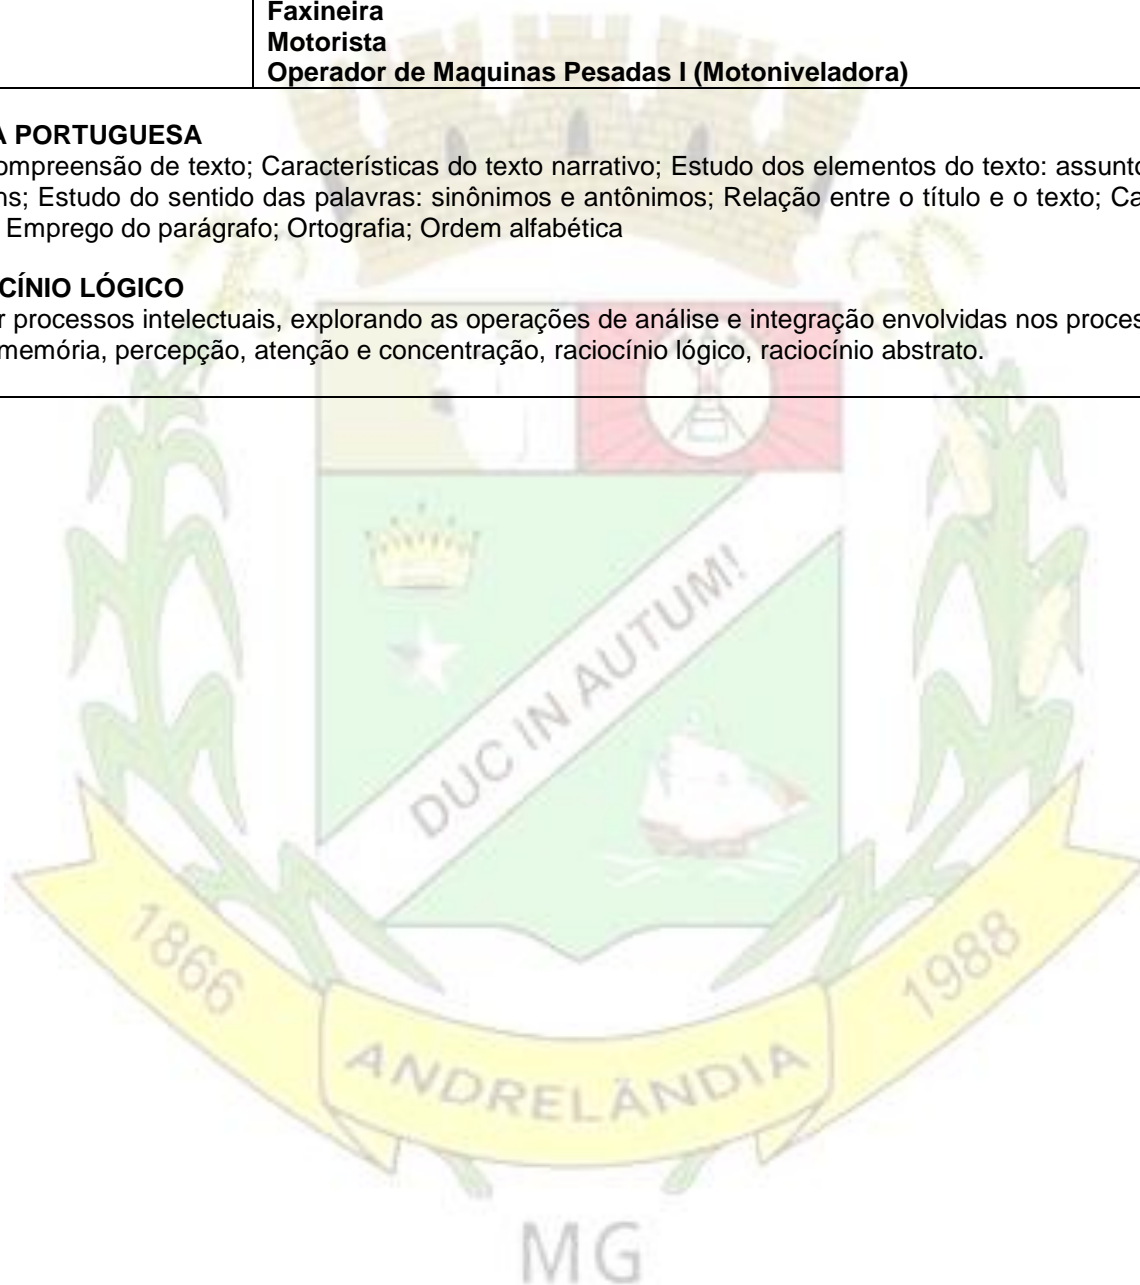 Faxineira
Motorista
Operador de Maquinas Pesadas I (Motoniveladora)
A PORTUGUESA
ompreensão de texto; Características do texto narrativo; Estudo dos elementos do texto: assunto
ns; Estudo do sentido das palavras: sinônimos e antônimos; Relação entre o título e o texto; Ca
Emprego do parágrafo; Ortografia; Ordem alfabética
CÍNIO LÓGICO
r processos intelectuais, explorando as operações de análise e integração envolvidas nos proces
memória, percepção, atenção e concentração, raciocínio lógico, raciocínio abstrato.
DUC IN AUTUM!
1866
1988
ANDRELÂNDIA
MG